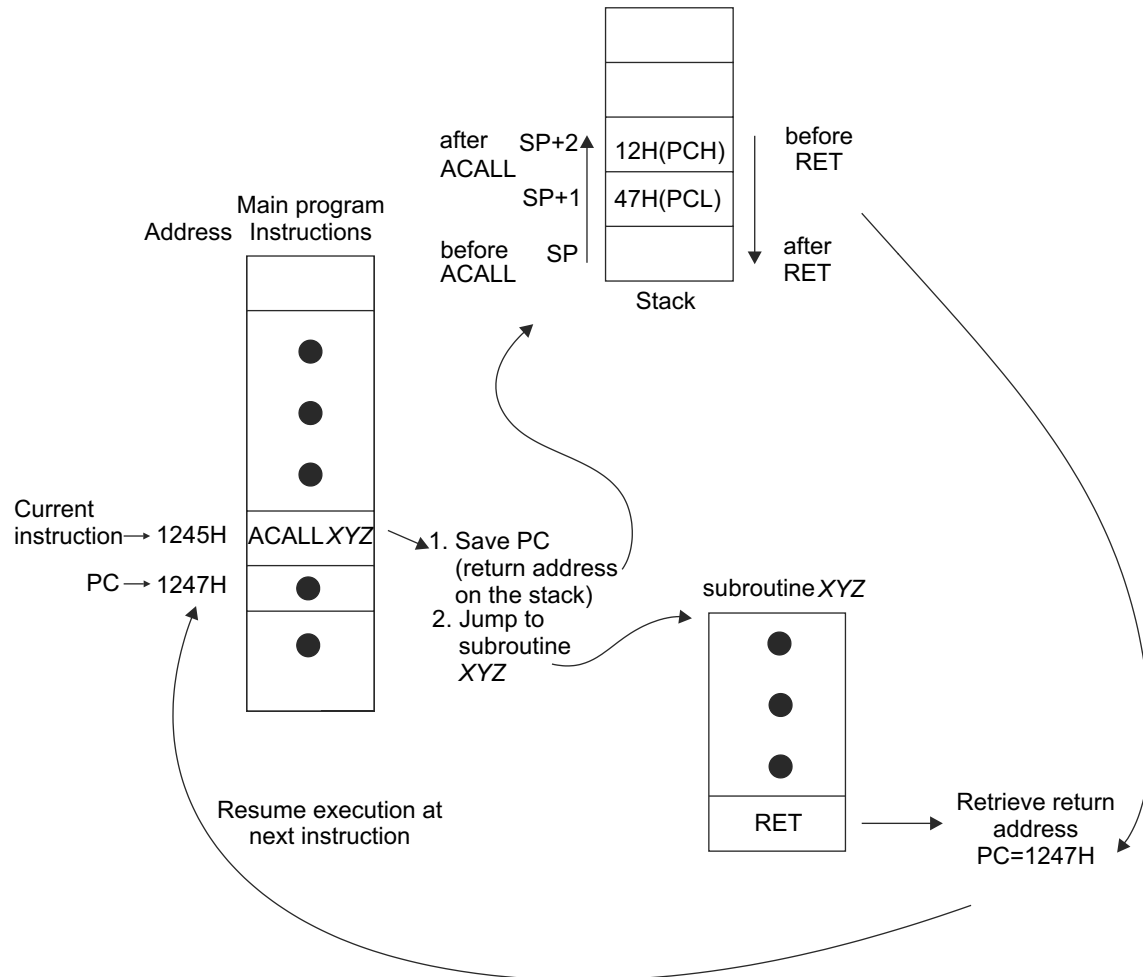 after SP+2
ACALL
12H(PCH)
before
RET
SP+1
47H(PCL)
before SP
ACALL
after
RET
Stack
Address
Main program
Instructions
Current
instruction
1245H
ACALL XYZ
PC
1247H
1. Save PC
(return address
on the stack)
2. Jump to
subroutine
XYZ
subroutine XYZ
RET
Retrieve return
address
PC=1247H
Resume execution at
next instruction